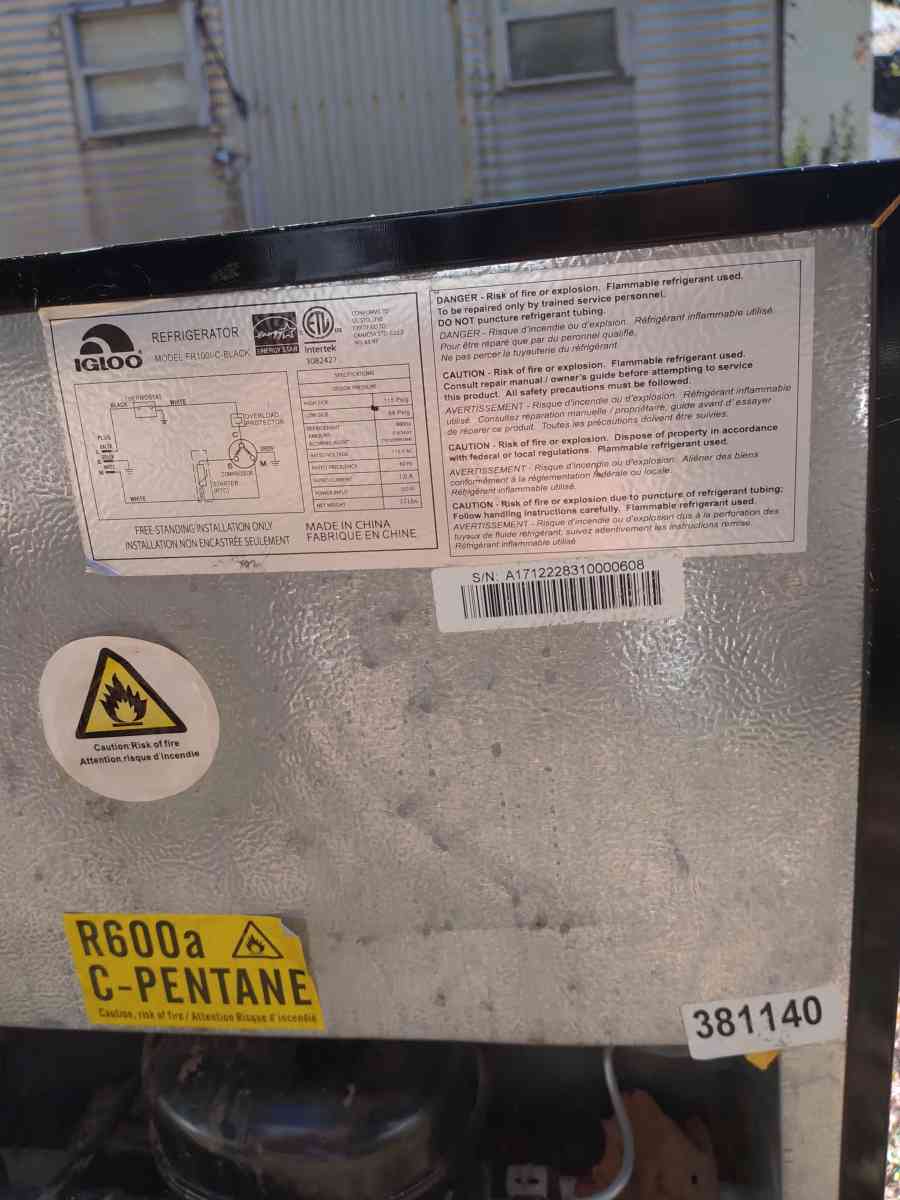 IGLOO
REFRIGERATOR
ENERGY STAR
ETL
Intertek
3082427
SPECIFICATIONS
BLACK
THERMOSTAT
WHITE
OVERLOAD
PROTECTOR
COMPRESSOR
STARTER
(PTC)
WHITE
HIGH SIDE
LOW SIDE
REFRIGERANT
AMOUNT
RATED VOLTAGE
RATED FREQUENCY
RATED CURRENT
POWER INPUT
NET WEIGHT
FREE-STANDING INSTALLATION ONLY
INSTALLATION NON ENCASTRÉE SEULEMENT
MADE IN CHINA
FABRIQUE EN CHINE
DANGER - Risk of fire or explosion. Flammable refrigerant used.
To be repaired only by trained service personnel.
DO NOT puncture refrigerant tubing.
DANGER - Risque d'incendie ou d'explsion. Réfrigérant inflammable utilisé.
Pour être réparé que par du personnel qualifié.
Ne pas percer la tuyauterie du réfrigérant.
CAUTION - Risk of fire or explosion. Flammable refrigerant used.
Consult repair manual / owner's guide before attempting to service
this product. All safety precautions must be followed.
AVERTISSEMENT - Risque d'incendie ou d'explosion. Réfrigérant inflammable
utilisé. Consultez réparation manuelle / propriétaire, guide avant d' essayer
de réparer ce produit. Toutes les précautions doivent être suivies.
CAUTION - Risk of fire or explosion. Dispose of property in accordance
with federal or local regulations. Flammable refrigerant used.
AVERTISSEMENT - Risque d'incendie ou d'explosion. Aliéner des biens
conformément à la réglementation fédérale ou locale.
Réfrigérant inflammable utilisé.
CAUTION - Risk of fire or explosion due to puncture of refrigerant tubing;
Follow handling instructions carefully. Flammable refrigerant used.
AVERTISSEMENT - Risque d'incendie ou d'explosion dus à la perforation des
tuyaux de fluide réfrigérant, suivez attentivement les instructions remise.
Réfrigérant inflammable utilisé
S/N: A1712228310000608
Caution:Risk of fire
Attention,risque d'incendie
R600a
C-PENTANE
Caution, risk of fire / Attention Risque d'incendie
381140